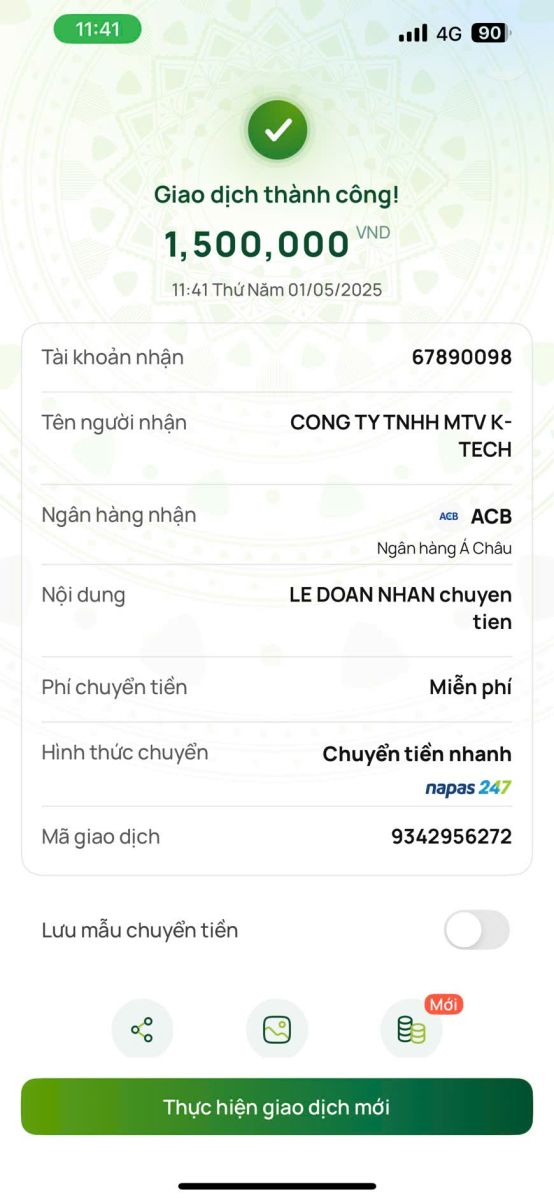 11:41
4G 90
Giao dịch thành công!
1,500,000 VND
11:41 Thứ Năm 01/05/2025
Tài khoản nhận 67890098
Tên người nhận CONG TY TNHH MTV K-
TECH
Ngân hàng nhận ACB ACB
Ngân hàng Á Châu
Nội dung LE DOAN NHAN chuyen
tien
Phí chuyển tiền Miễn phí
Hình thức chuyển Chuyển tiền nhanh
napas 247
Mã giao dịch 9342956272
Lưu mẫu chuyển tiền
Mới
Thực hiện giao dịch mới